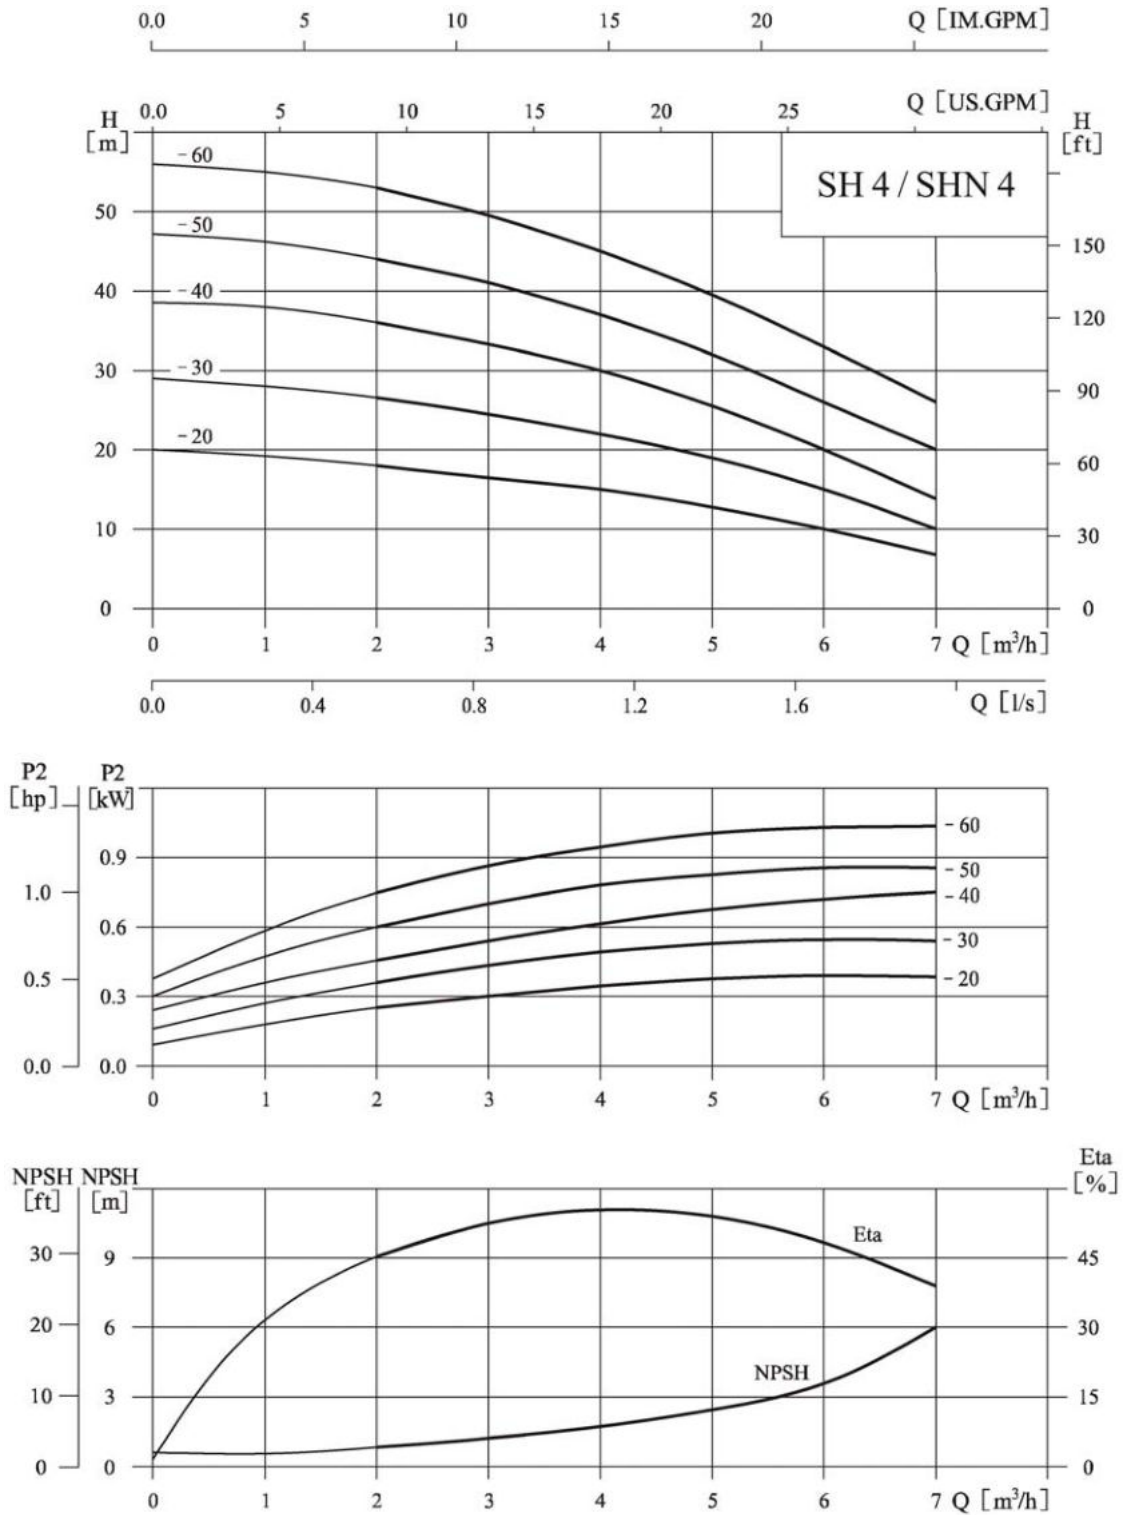 0.0 5 10 15 20 Q [IM.GPM]
0.0 5 10 15 20 25 Q [US.GPM]
H [m]
H [ft]
SH 4 / SHN 4
- 60
50
- 50
150
40
- 40
120
30
- 30
90
20
- 20
60
10
30
0
0
0 1 2 3 4 5 6 7 Q [m³/h]
0.0 0.4 0.8 1.2 1.6 Q [l/s]
P2 [hp]
P2 [kW]
- 60
0.9
- 50
1.0
- 40
0.6
- 30
0.5
- 20
0.3
0.0 0.0
0 1 2 3 4 5 6 7 Q [m³/h]
NPSH [ft]
NPSH [m]
Eta [%]
Eta
30 9 45
20 6 30
NPSH
10 3 15
0 0 0
0 1 2 3 4 5 6 7 Q [m³/h]